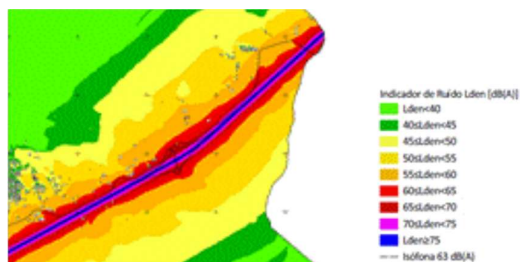 Indicador de Ruído Lden [dB(A)]
Lden<40
40≤Lden<45
45≤Lden<50
50≤Lden<55
55≤Lden<60
60≤Lden<65
65≤Lden<70
70≤Lden<75
Lden≥75
Isófona 63 dB(A)